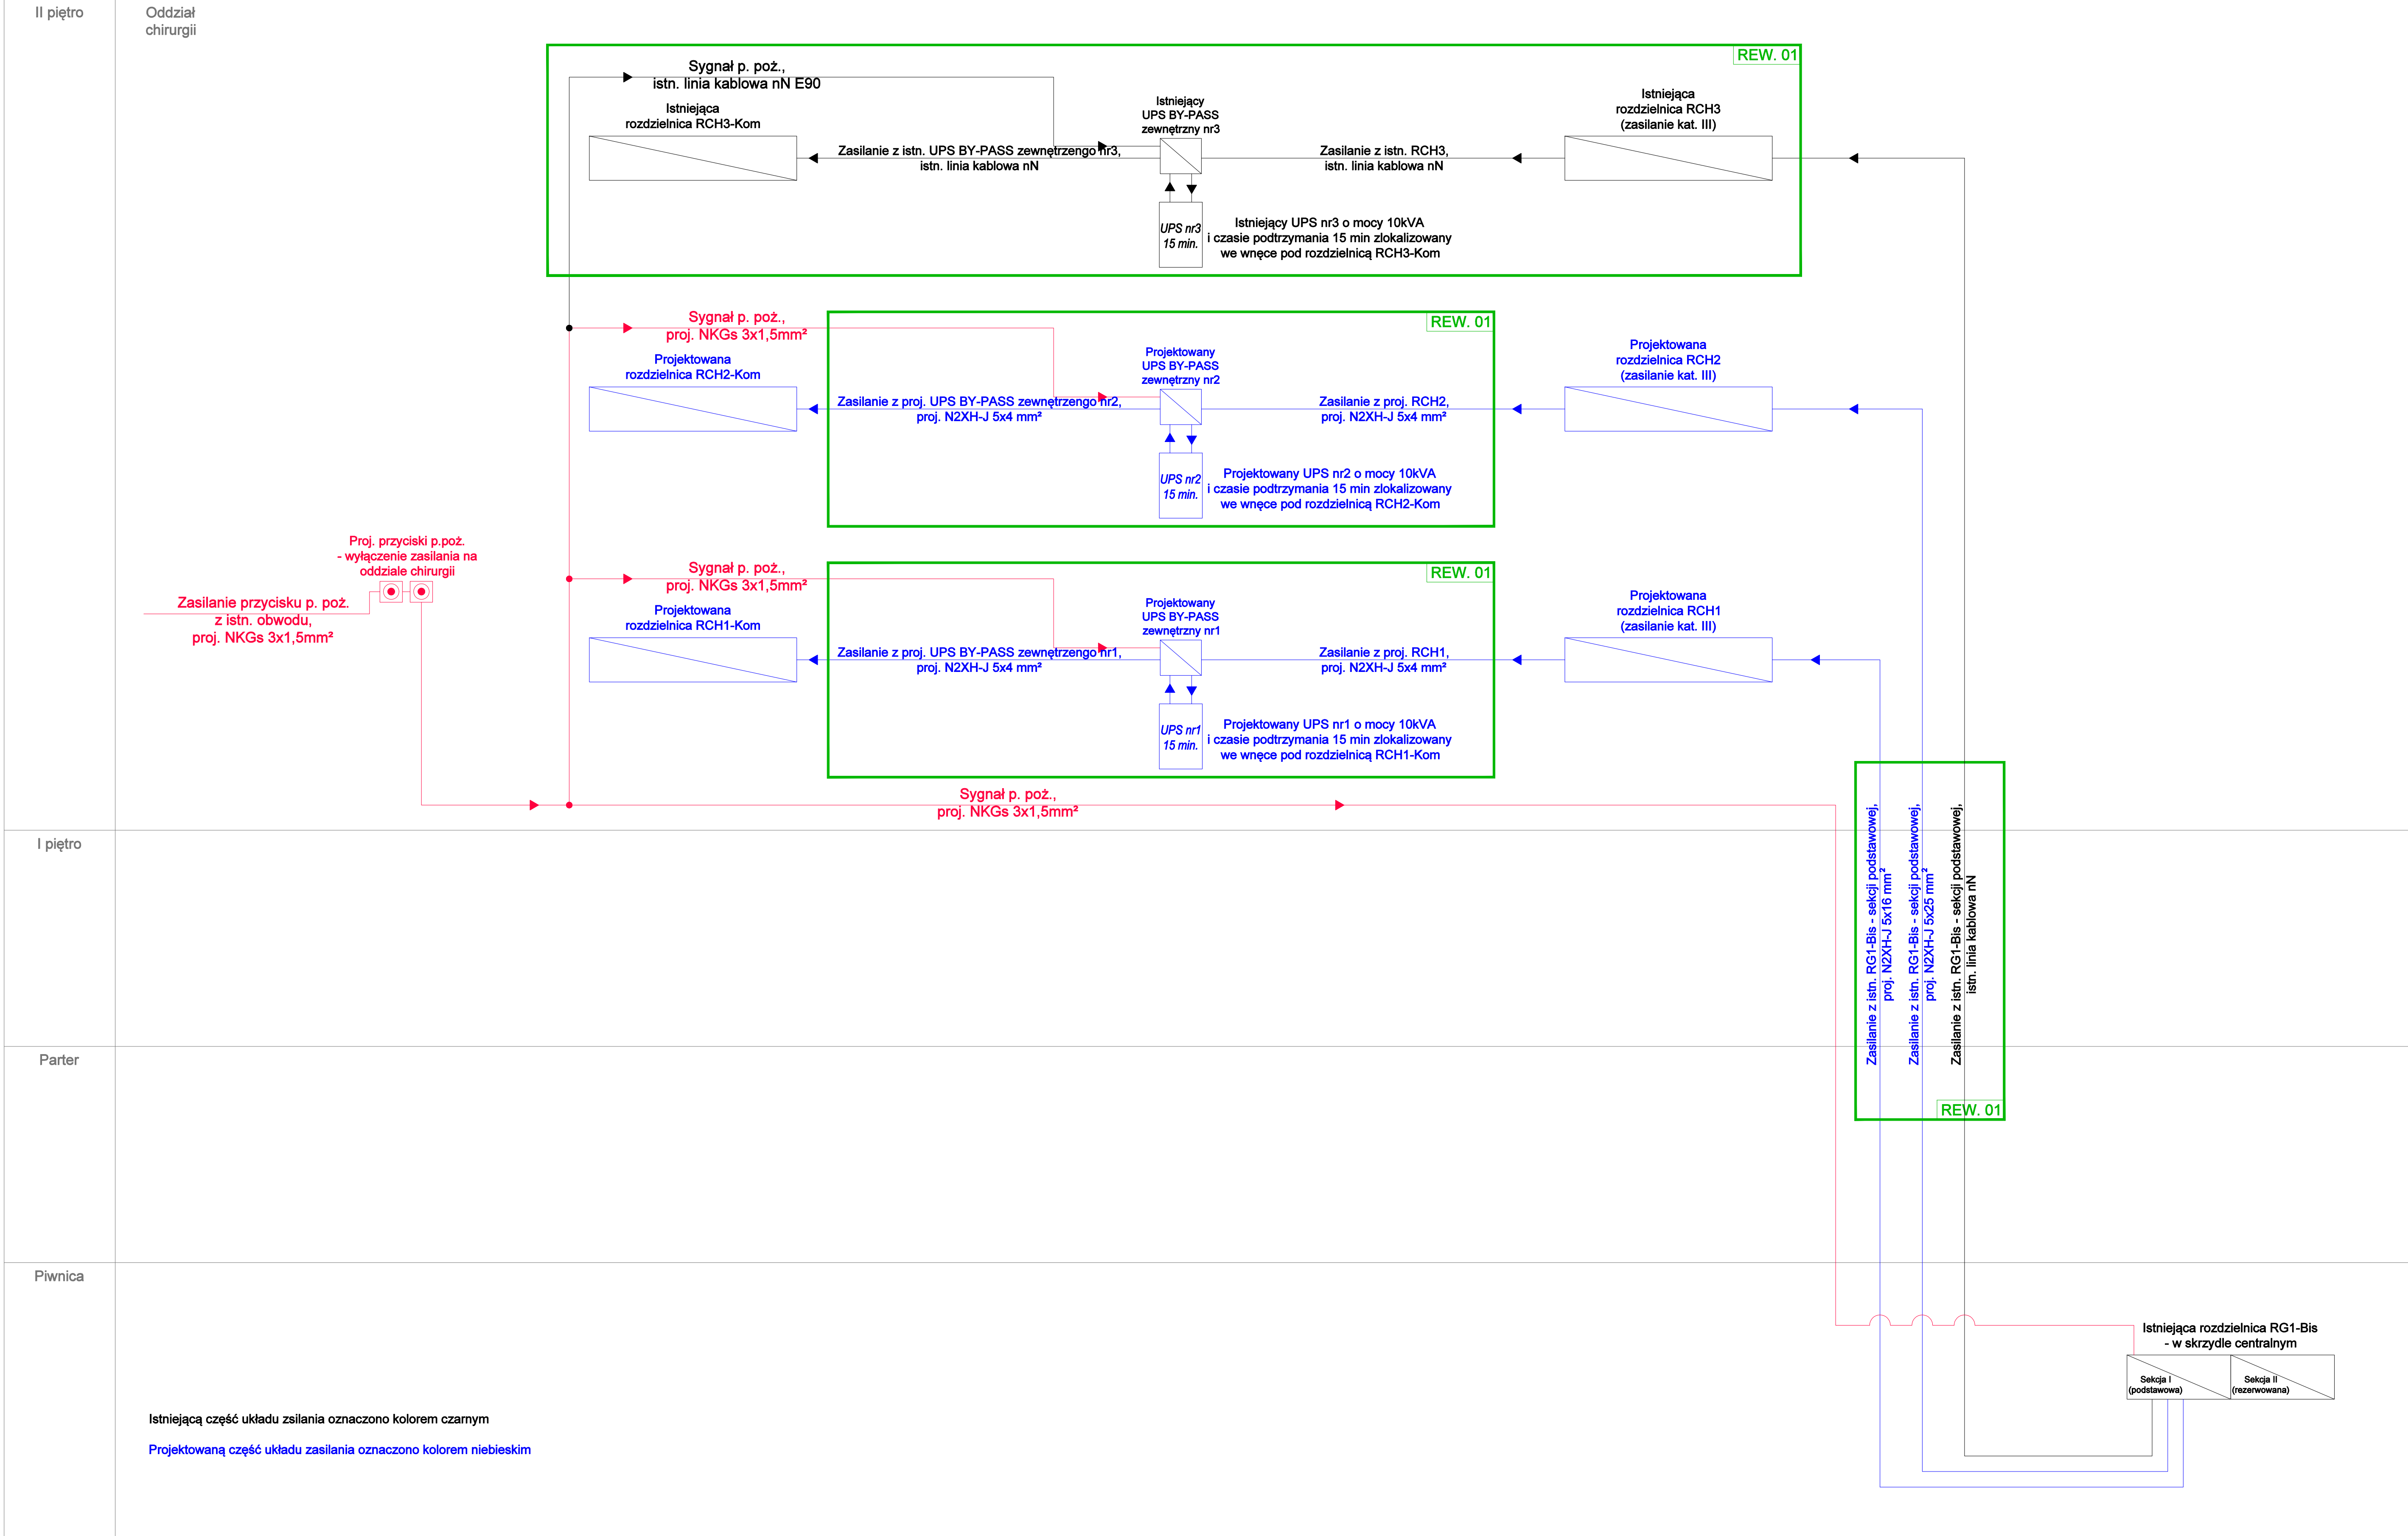 II piętro
Oddział
chirurgii
REW. 01
Sygnał p. poż.,
istn. linia kablowa nN E90
Istniejąca
rozdzielnica RCH3-Kom
Istniejący
UPS BY-PASS
zewnętrzny nr3
Istniejąca
rozdzielnica RCH3
(zasilanie kat. III)
Zasilanie z istn. UPS BY-PASS zewnętrzengo nr3,
istn. linia kablowa nN
Zasilanie z istn. RCH3,
istn. linia kablowa nN
UPS nr3
15 min.
Istniejący UPS nr3 o mocy 10kVA
i czasie podtrzymania 15 min zlokalizowany
we wnęce pod rozdzielnicą RCH3-Kom
Sygnał p. poż.,
proj. NKGs 3x1,5mm²
REW. 01
Projektowana
rozdzielnica RCH2-Kom
Projektowany
UPS BY-PASS
zewnętrzny nr2
Projektowana
rozdzielnica RCH2
(zasilanie kat. III)
Zasilanie z proj. UPS BY-PASS zewnętrzengo nr2,
proj. N2XH-J 5x4 mm²
Zasilanie z proj. RCH2,
proj. N2XH-J 5x4 mm²
UPS nr2
15 min.
Projektowany UPS nr2 o mocy 10kVA
i czasie podtrzymania 15 min zlokalizowany
we wnęce pod rozdzielnicą RCH2-Kom
Proj. przyciski p.poż.
- wyłączenie zasilania na
oddziale chirurgii
Zasilanie przycisku p. poż.
z istn. obwodu,
proj. NKGs 3x1,5mm²
Sygnał p. poż.,
proj. NKGs 3x1,5mm²
REW. 01
Projektowana
rozdzielnica RCH1-Kom
Projektowany
UPS BY-PASS
zewnętrzny nr1
Projektowana
rozdzielnica RCH1
(zasilanie kat. III)
Zasilanie z proj. UPS BY-PASS zewnętrzengo nr1,
proj. N2XH-J 5x4 mm²
Zasilanie z proj. RCH1,
proj. N2XH-J 5x4 mm²
UPS nr1
15 min.
Projektowany UPS nr1 o mocy 10kVA
i czasie podtrzymania 15 min zlokalizowany
we wnęce pod rozdzielnicą RCH1-Kom
Sygnał p. poż.,
proj. NKGs 3x1,5mm²
I piętro
Zasilanie z istn. RG1-Bis - sekcji podstawowej,
proj. N2XH-J 5x16 mm²
Zasilanie z istn. RG1-Bis - sekcji podstawowej,
proj. N2XH-J 5x25 mm²
Zasilanie z istn. RG1-Bis - sekcji podstawowej,
istn. linia kablowa nN
Parter
REW. 01
Piwnica
Istniejąca rozdzielnica RG1-Bis
- w skrzydle centralnym
Sekcja I
(podstawowa)
Sekcja II
(rezerwowana)
Istniejącą część układu zsilania oznaczono kolorem czarnym
Projektowaną część układu zasilania oznaczono kolorem niebieskim